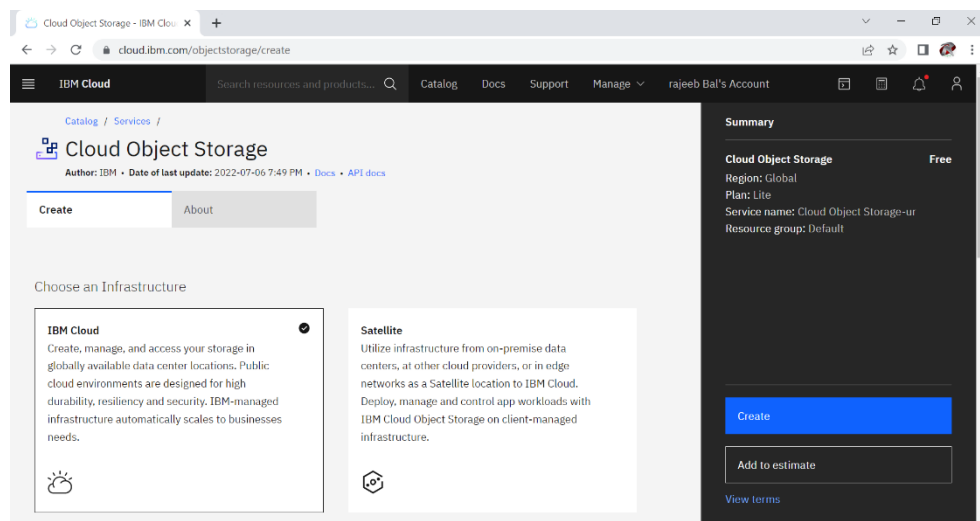 Cloud Object Storage - IBM Clou
cloud.ibm.com/objectstorage/create
IBM Cloud
Search resources and products...
Catalog
Docs
Support
Manage
rajeeb Bal's Account
Catalog / Services /
Cloud Object Storage
Author: IBM • Date of last update: 2022-07-06 7:49 PM • Docs • API docs
Create
About
Choose an Infrastructure
IBM Cloud
Create, manage, and access your storage in
globally available data center locations. Public
cloud environments are designed for high
durability, resiliency and security. IBM-managed
infrastructure automatically scales to businesses
needs.
Satellite
Utilize infrastructure from on-premise data
centers, at other cloud providers, or in edge
networks as a Satellite location to IBM Cloud.
Deploy, manage and control app workloads with
IBM Cloud Object Storage on client-managed
infrastructure.
Summary
Cloud Object Storage Free
Region: Global
Plan: Lite
Service name: Cloud Object Storage-ur
Resource group: Default
Create
Add to estimate
View terms